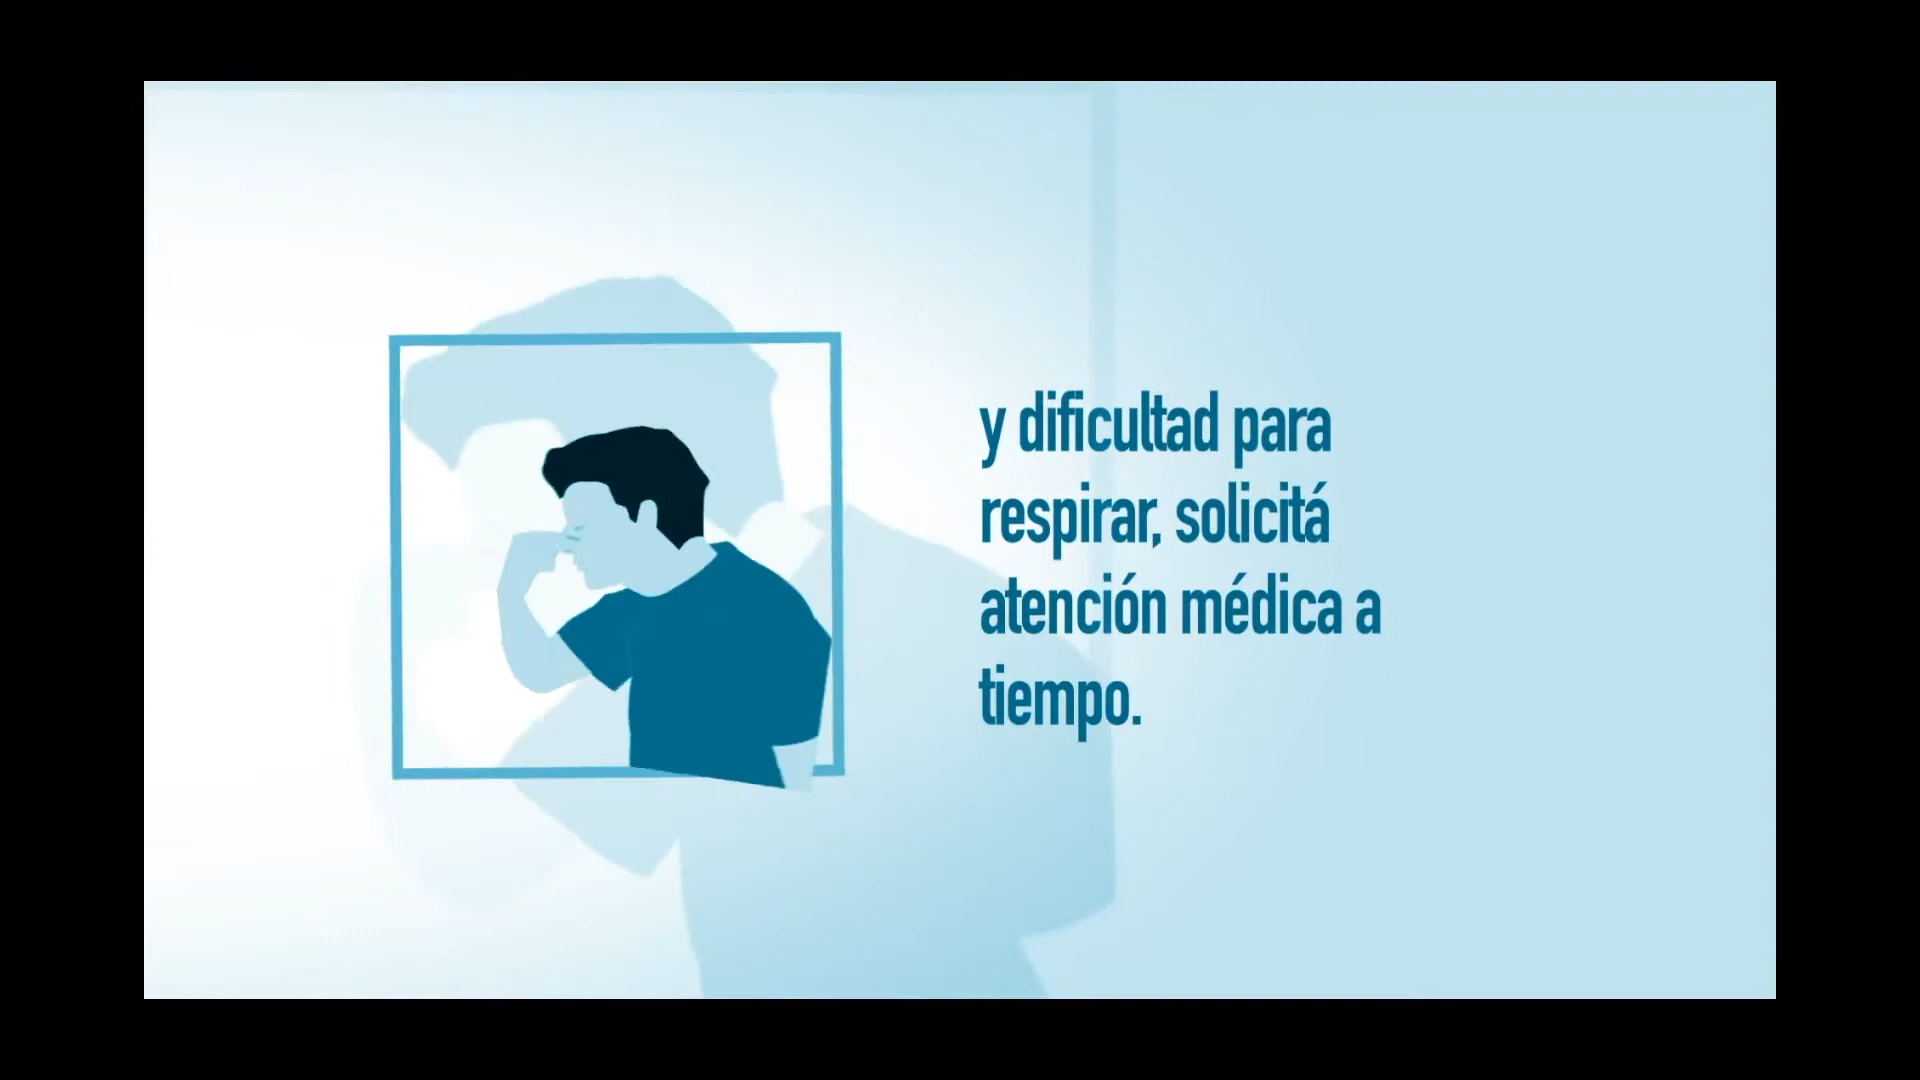 y dificultad para
respirar, solicitá
atención médica a
tiempo.